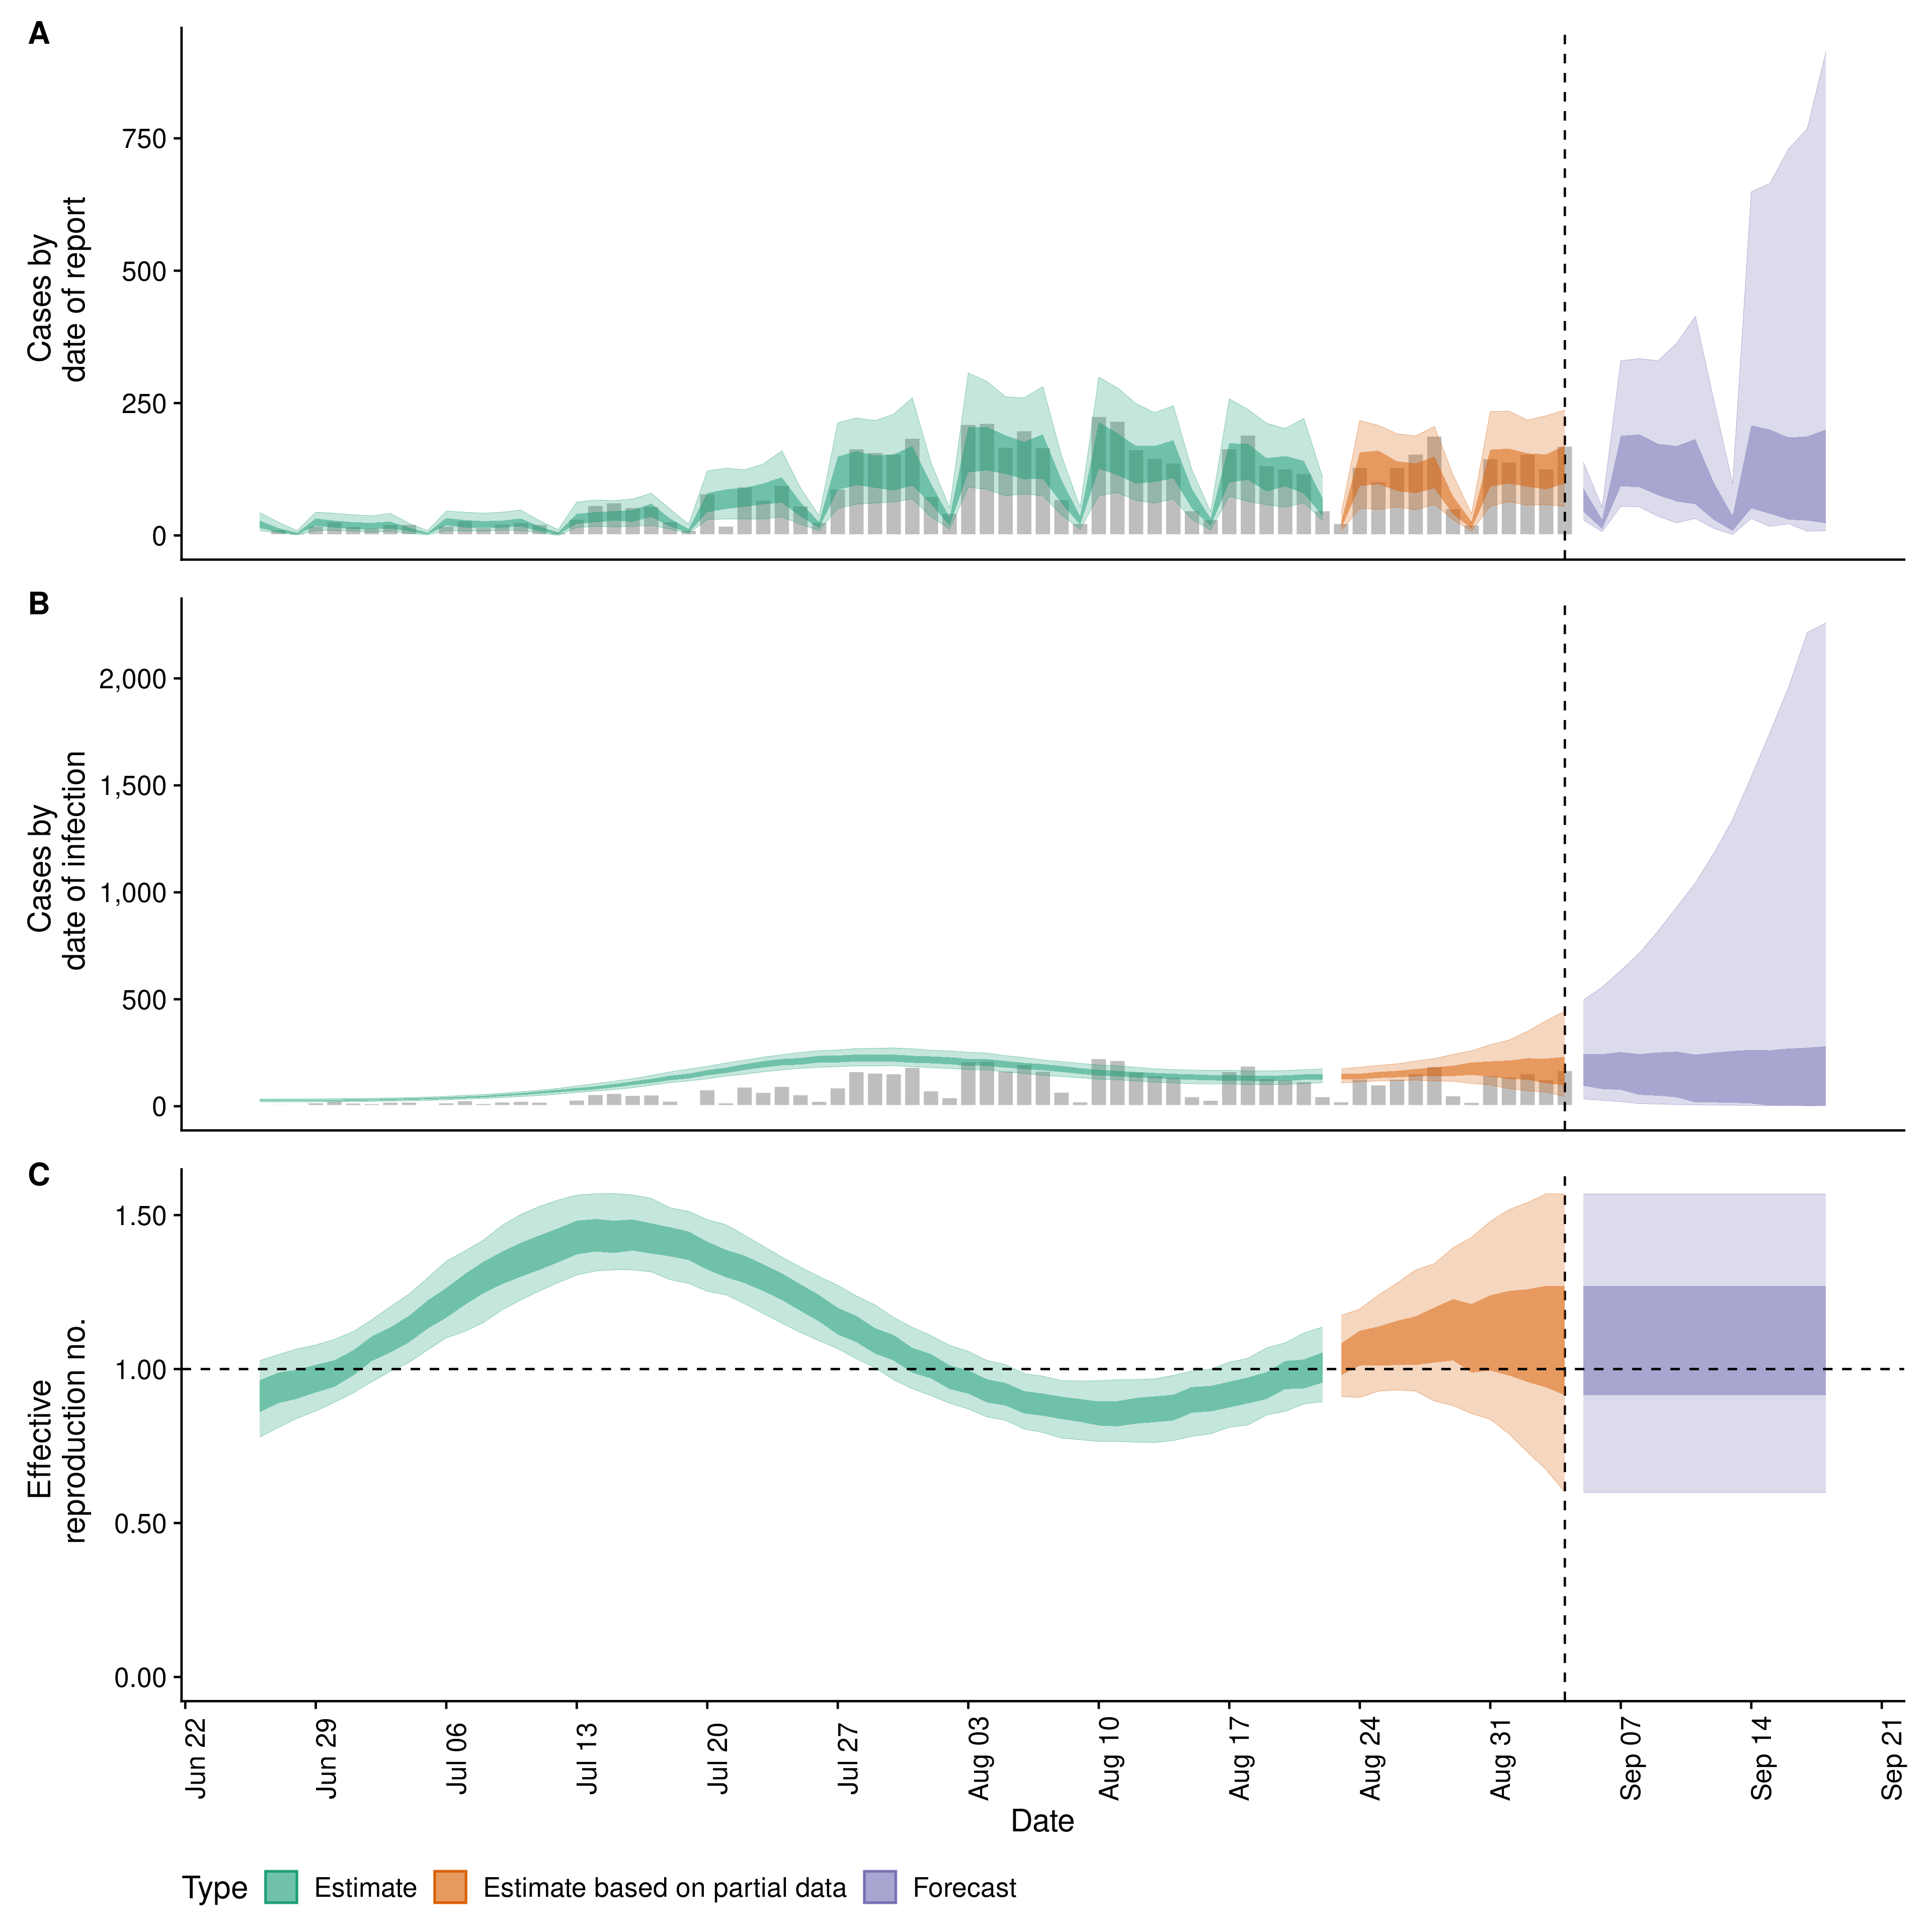 A
Cases by
date of report
750
500
250
0
B
Cases by
date of infection
2,000
1,500
1,000
500
0
C
Effective
reproduction no.
1.50
1.00
0.50
0.00
Jun 22
Jun 29
Jul 06
Jul 13
Jul 20
Jul 27
Aug 03
Aug 10
Aug 17
Aug 24
Aug 31
Sep 07
Sep 14
Sep 21
Date
Type Estimate Estimate based on partial data Forecast